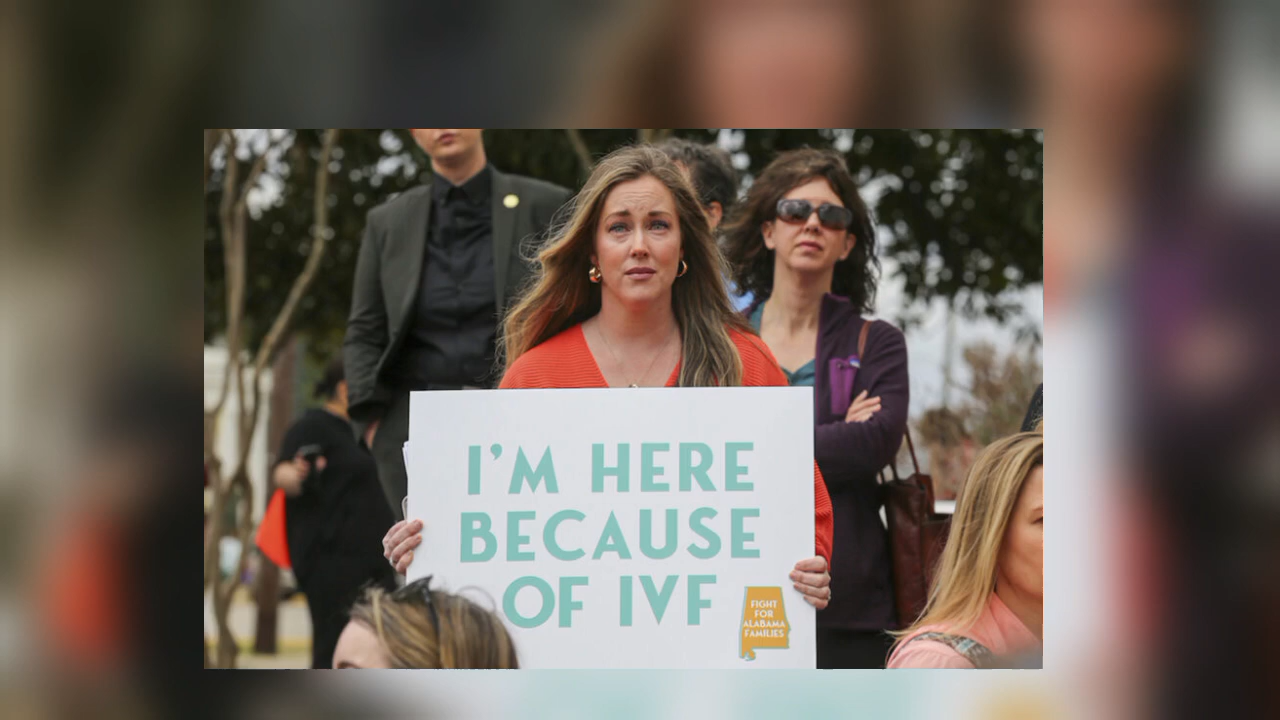 I'M HERE
BECAUSE
OF IVF
FIGHT
FOR
ALABAMA
FAMILIES